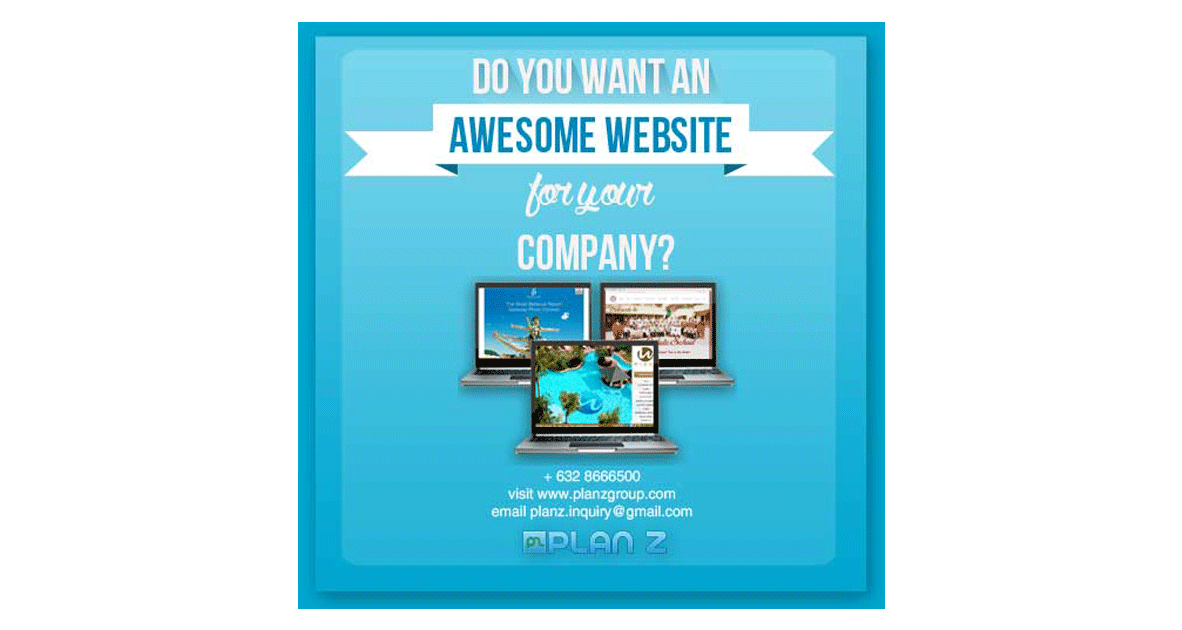 DO YOU WANT AN
AWESOME WEBSITE
for your
COMPANY?
+ 632 8666500
visit www.planzgroup.com
email planz.inquiry@gmail.com
PLAN Z